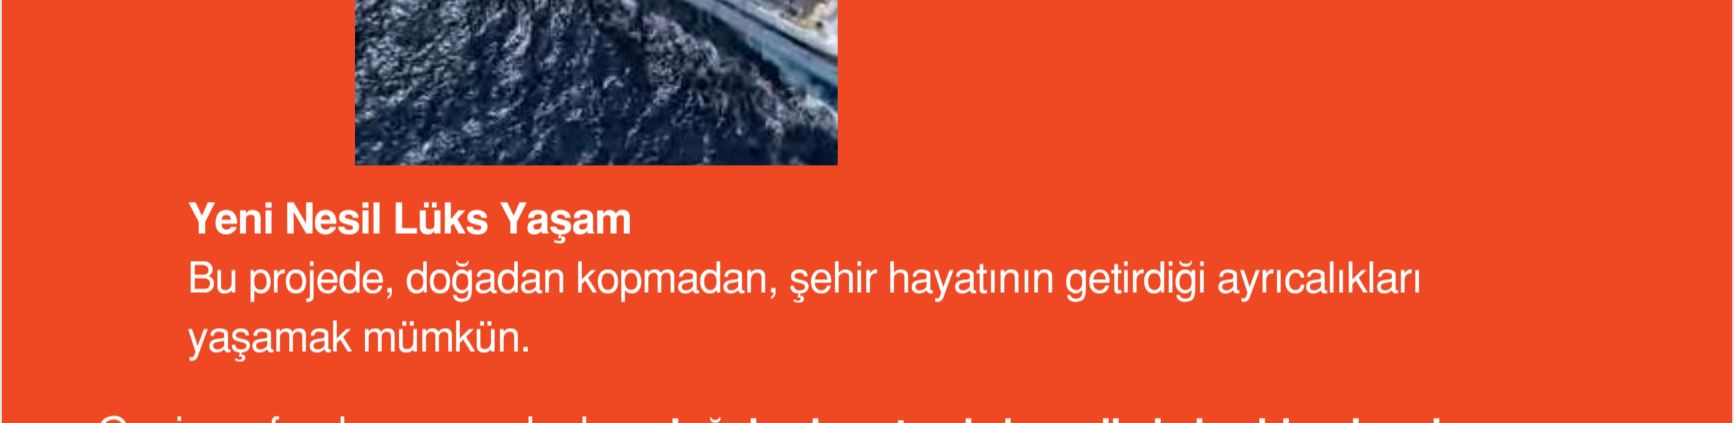 Yeni Nesil Lüks Yaşam
Bu projede, doğadan kopmadan, şehir hayatının getirdiği ayrıcalıkları
yaşamak mümkün.